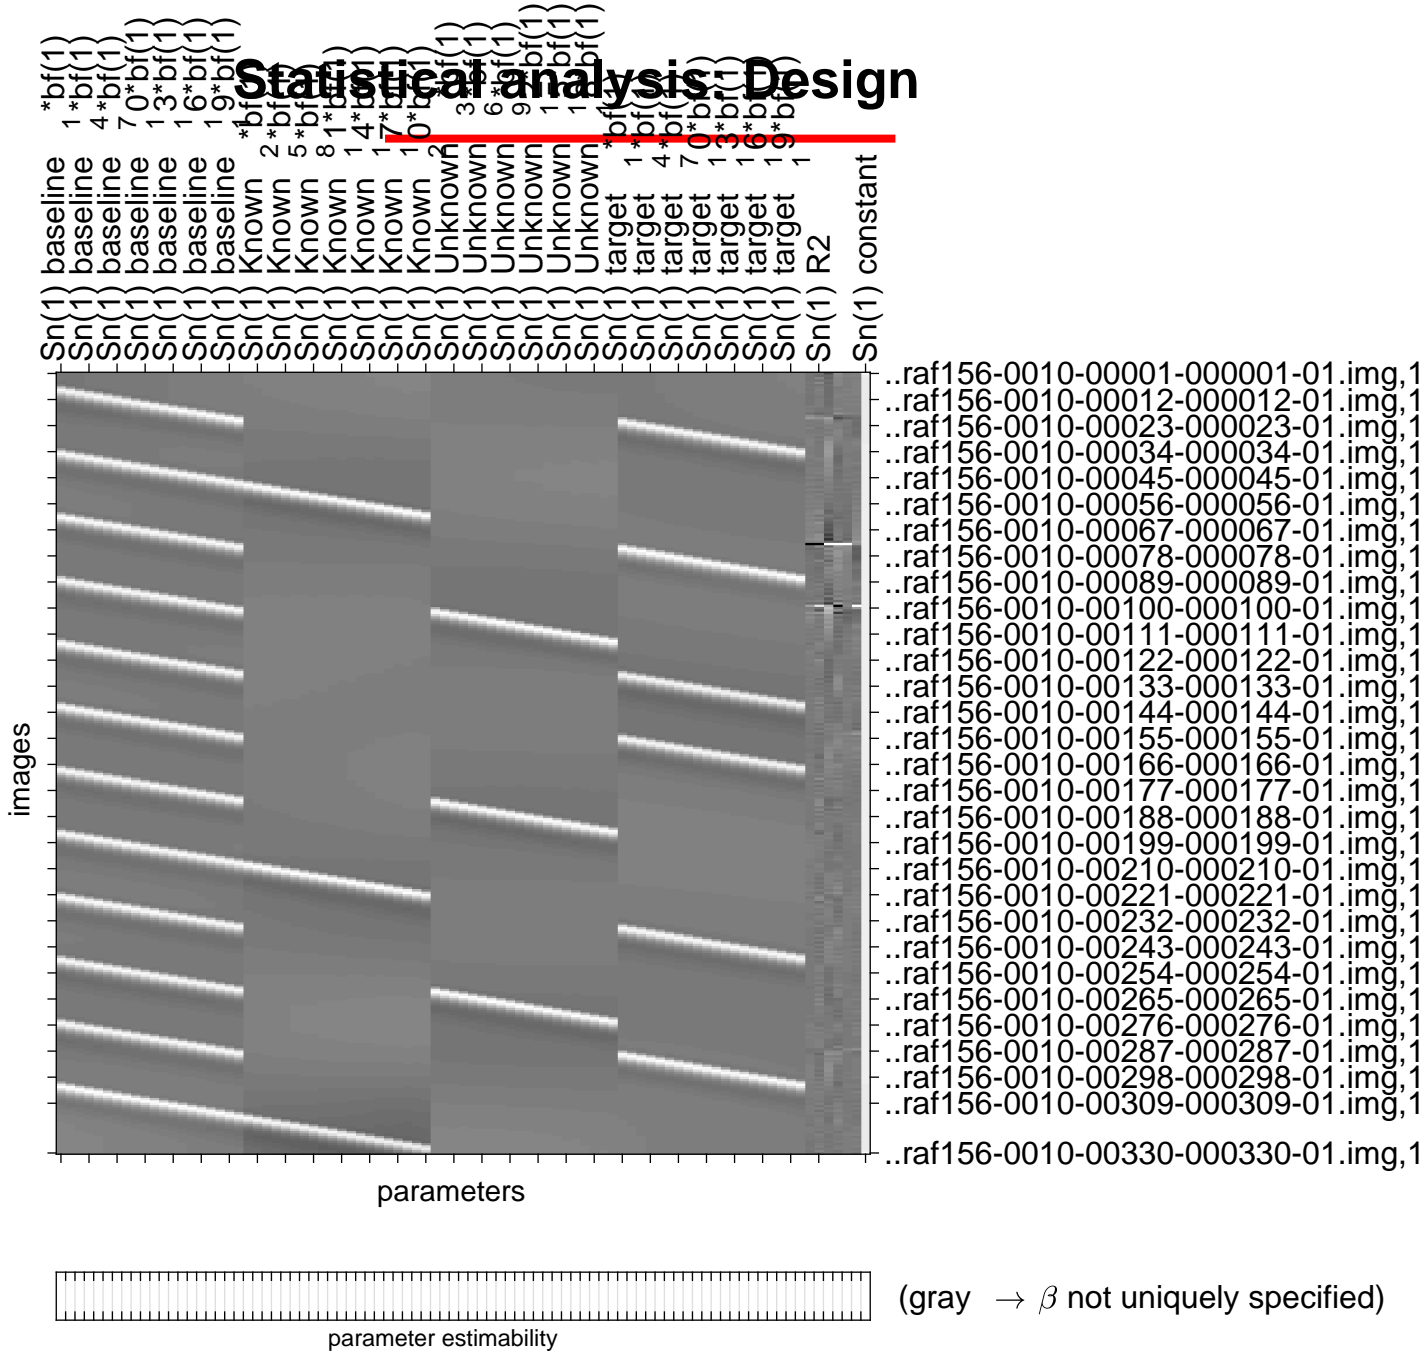 Statistical analysis: Design
Sn(1) baseline 1*bf(1)
Sn(1) baseline 4*bf(1)
Sn(1) baseline 7*bf(1)
Sn(1) baseline 10*bf(1)
Sn(1) baseline 13*bf(1)
Sn(1) baseline 16*bf(1)
Sn(1) baseline 19*bf(1)
Sn(1) Known 2*bf(1)
Sn(1) Known 5*bf(1)
Sn(1) Known 8*bf(1)
Sn(1) Known 11*bf(1)
Sn(1) Known 14*bf(1)
Sn(1) Known 17*bf(1)
Sn(1) Known 20*bf(1)
Sn(1) Unknown 3*bf(1)
Sn(1) Unknown 6*bf(1)
Sn(1) Unknown 9*bf(1)
Sn(1) Unknown
Sn(1) Unknown
Sn(1) Unknown
Sn(1) target 1*bf(1)
Sn(1) target 4*bf(1)
Sn(1) target 7*bf(1)
Sn(1) target 10*bf(1)
Sn(1) target 13*bf(1)
Sn(1) target 16*bf(1)
Sn(1) target 19*bf(1)
Sn(1) R2
Sn(1) constant
..raf156-0010-00001-000001-01.img,1
..raf156-0010-00012-000012-01.img,1
..raf156-0010-00023-000023-01.img,1
..raf156-0010-00034-000034-01.img,1
..raf156-0010-00045-000045-01.img,1
..raf156-0010-00056-000056-01.img,1
..raf156-0010-00067-000067-01.img,1
..raf156-0010-00078-000078-01.img,1
..raf156-0010-00089-000089-01.img,1
..raf156-0010-00100-000100-01.img,1
..raf156-0010-00111-000111-01.img,1
..raf156-0010-00122-000122-01.img,1
..raf156-0010-00133-000133-01.img,1
..raf156-0010-00144-000144-01.img,1
..raf156-0010-00155-000155-01.img,1
..raf156-0010-00166-000166-01.img,1
..raf156-0010-00177-000177-01.img,1
..raf156-0010-00188-000188-01.img,1
..raf156-0010-00199-000199-01.img,1
..raf156-0010-00210-000210-01.img,1
..raf156-0010-00221-000221-01.img,1
..raf156-0010-00232-000232-01.img,1
..raf156-0010-00243-000243-01.img,1
..raf156-0010-00254-000254-01.img,1
..raf156-0010-00265-000265-01.img,1
..raf156-0010-00276-000276-01.img,1
..raf156-0010-00287-000287-01.img,1
..raf156-0010-00298-000298-01.img,1
..raf156-0010-00309-000309-01.img,1
..raf156-0010-00330-000330-01.img,1
images
parameters
(gray → β not uniquely specified)
parameter estimability